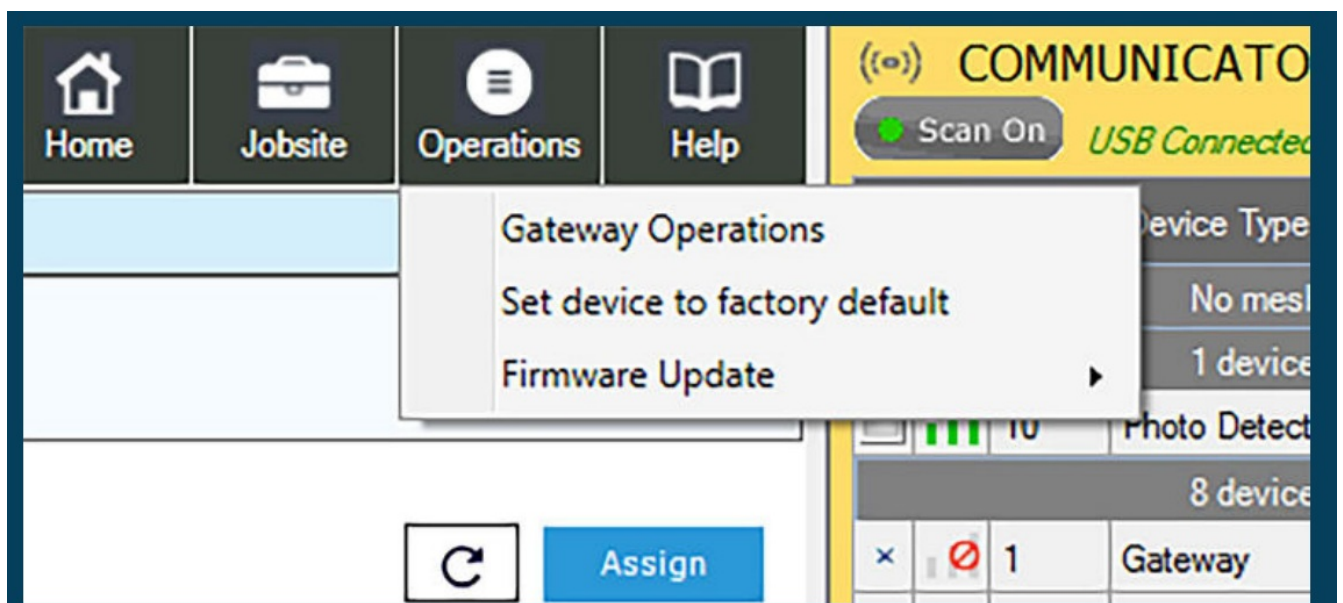 Home Jobsite Operations Help
((•)) COMMUNICATO
Scan On USB Connected
Gateway Operations
Set device to factory default
Firmware Update
evice Type
No mes
1 device
10 Photo Detect
8 device
Assign
× 1 Gateway